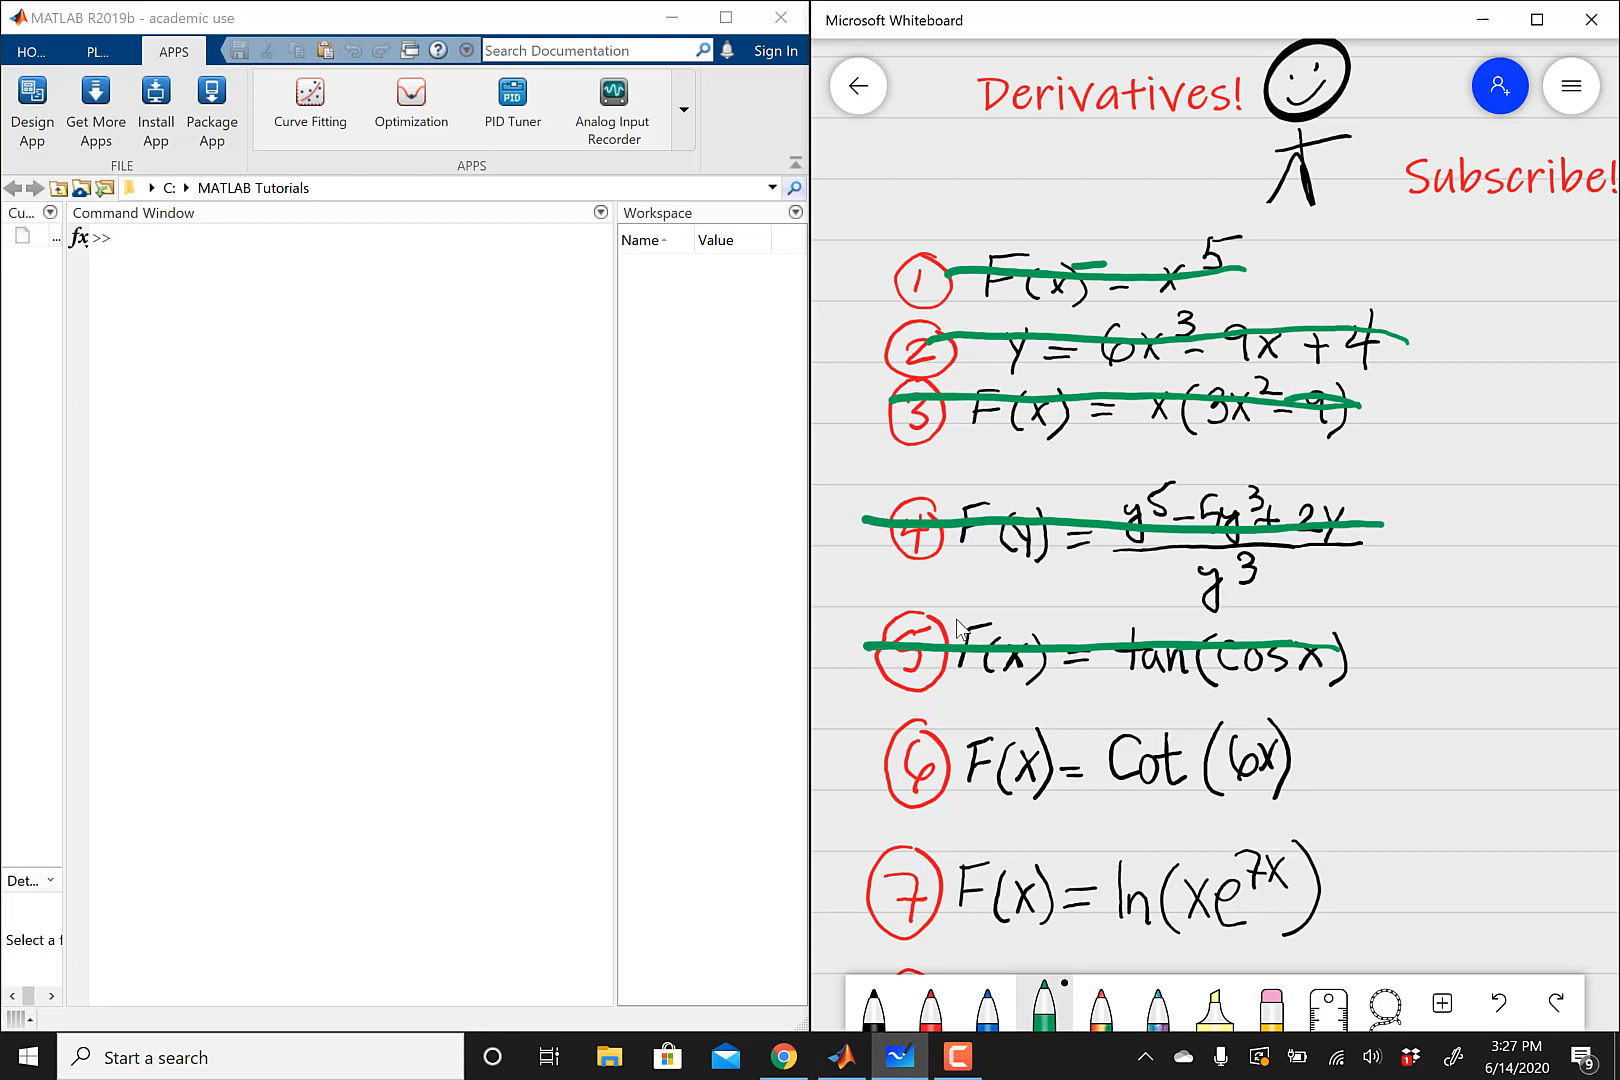 MATLAB R2019b - academic use
HO... PL... APPS
Search Documentation
Sign In
Design App
Get More Apps
Install App
Package App
Curve Fitting
Optimization
PID Tuner
PID
Analog Input Recorder
FILE
APPS
C: MATLAB Tutorials
Cu...
Command Window
Workspace
...
fx >>
Name Value
Det...
Select a f
Microsoft Whiteboard
Derivatives!
Subscribe!
1 F(x) = x^5
2 y = 6x^3 - 9x + 4
3 F(x) = x(3x^2 - 9)
4 F(y) = y^5 - 5y^3 + 2y
y^3
5 F(x) = tan(cos x)
6 F(x) = Cot (6x)
7 F(x) = ln(xe^7x)
Start a search
3:27 PM
6/14/2020
1
9